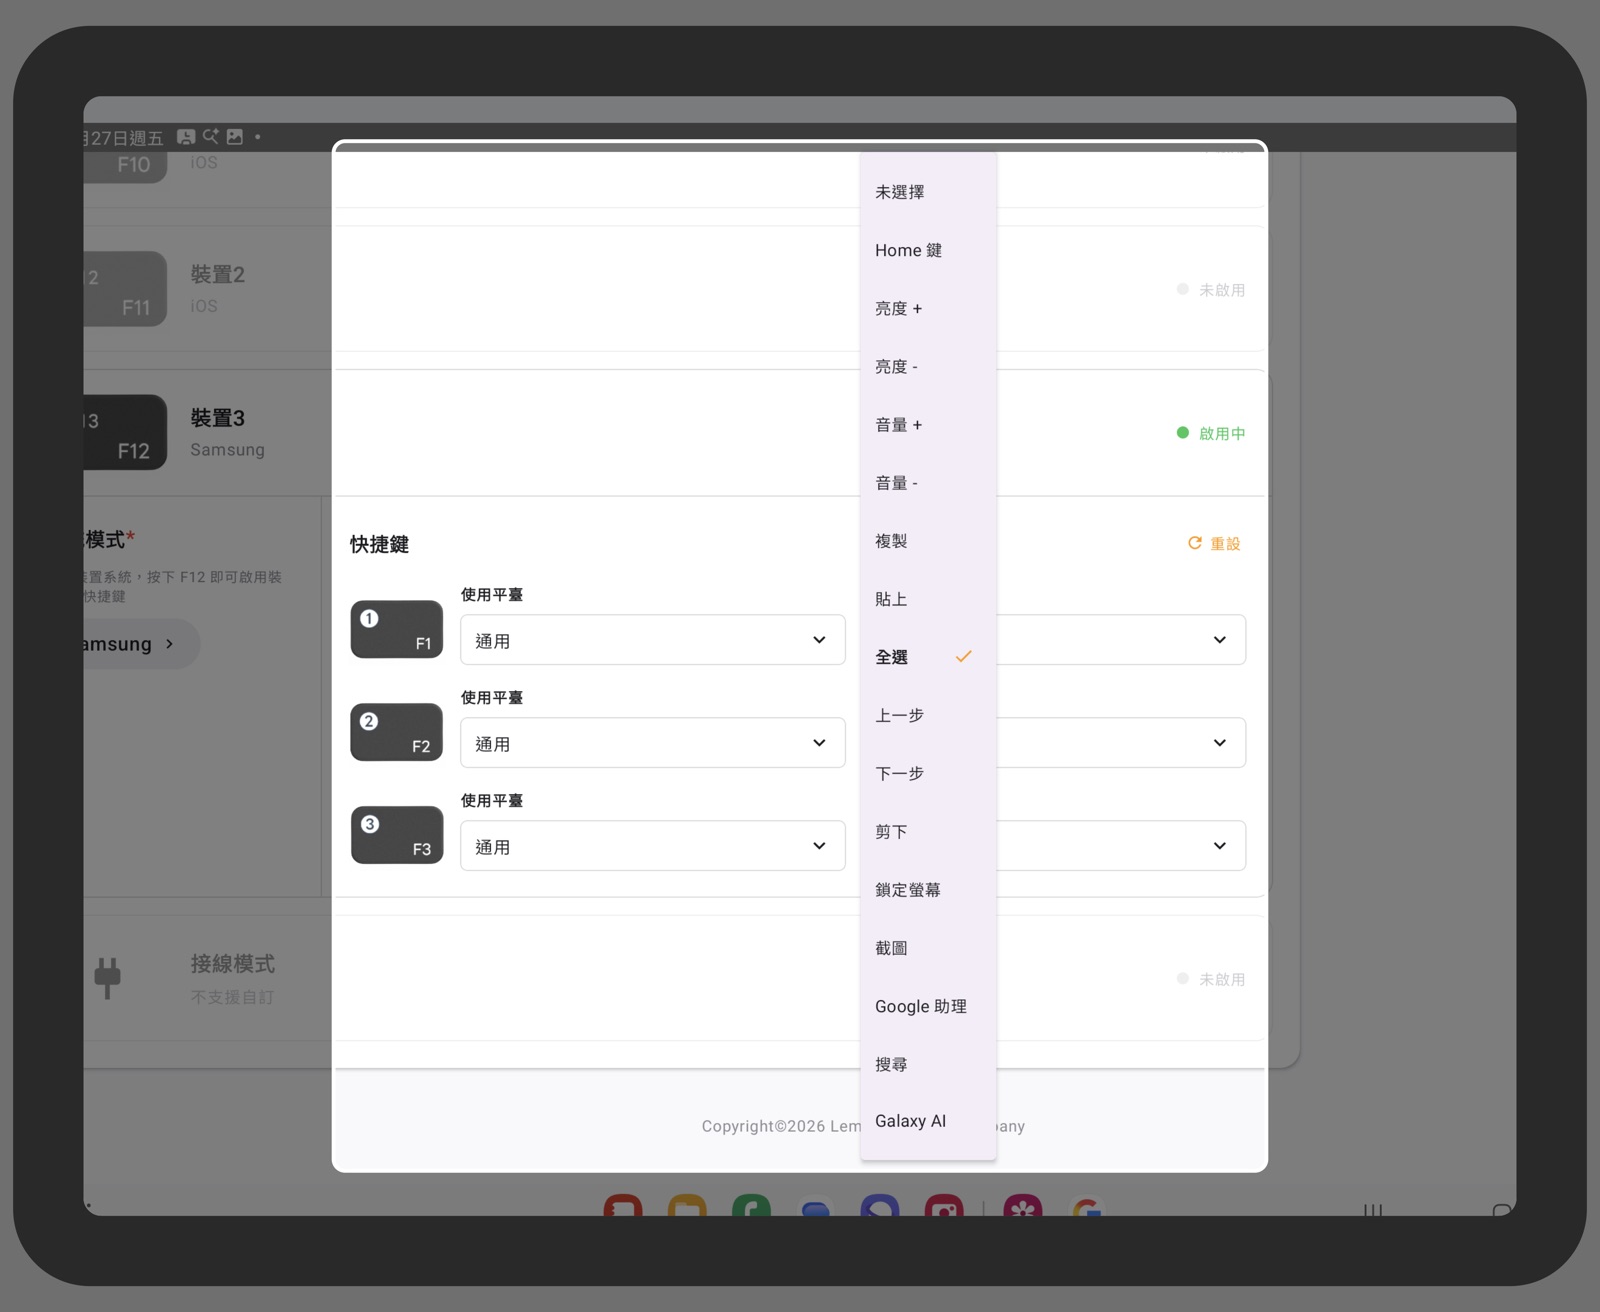 月27日週五
F10
iOS
未選擇
Home 鍵
亮度 +
亮度 -
音量 +
音量 -
複製
貼上
全選
上一步
下一步
剪下
鎖定螢幕
截圖
Google 助理
搜尋
Galaxy AI
2
F11
裝置2
iOS
未啟用
3
F12
裝置3
Samsung
啟用中
模式*
置系統，按下 F12 即可啟用裝
快捷鍵
amsung
快捷鍵
重設
1
F1
使用平臺
通用
2
F2
使用平臺
通用
3
F3
使用平臺
通用
接線模式
不支援自訂
未啟用
Copyright©2026 Lem
any